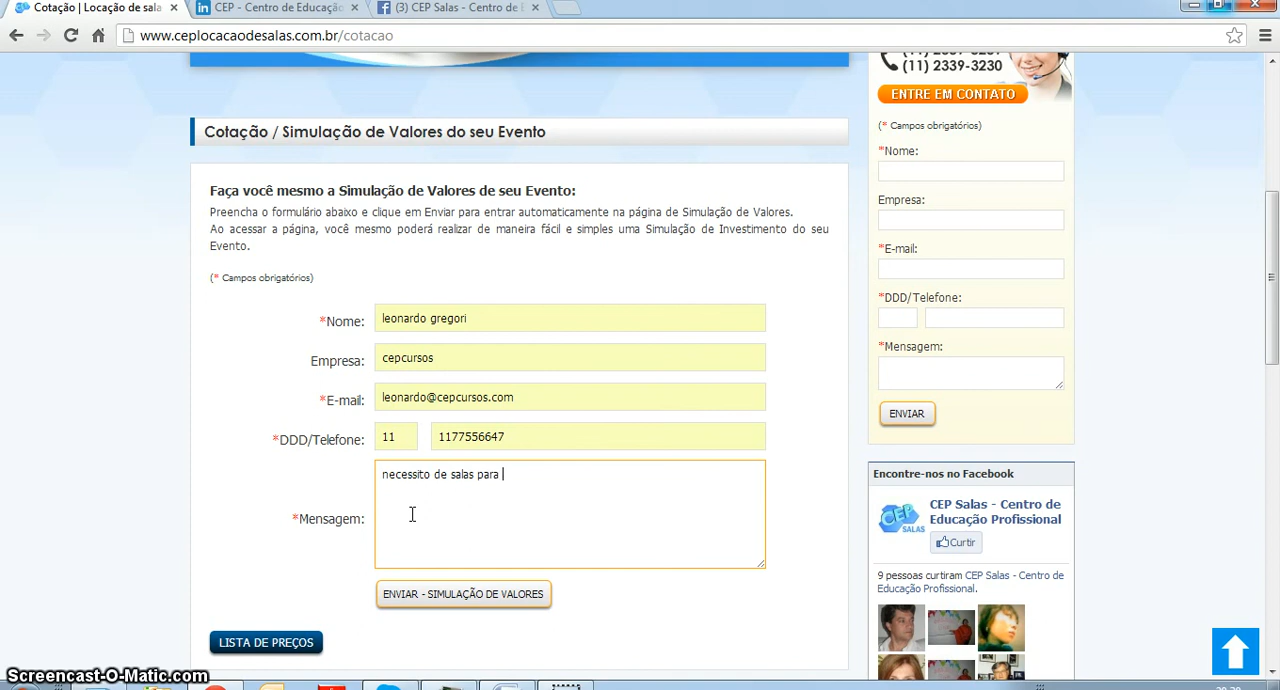 Cotação | Locação de sala
CEP - Centro de Educação
(3) CEP Salas - Centro de E
www.ceplocacaodesalas.com.br/cotacao
(11) 2339-3230
ENTRE EM CONTATO
(* Campos obrigatórios)
*Nome:
Empresa:
*E-mail:
*DDD/Telefone:
*Mensagem:
ENVIAR
Cotação / Simulação de Valores do seu Evento
Faça você mesmo a Simulação de Valores de seu Evento:
Preencha o formulário abaixo e clique em Enviar para entrar automaticamente na página de Simulação de Valores.
Ao acessar a página, você mesmo poderá realizar de maneira fácil e simples uma Simulação de Investimento do seu
Evento.
(* Campos obrigatórios)
*Nome: leonardo gregori
Empresa: cepcursos
*E-mail: leonardo@cepcursos.com
*DDD/Telefone: 11 1177556647
*Mensagem: necessito de salas para
ENVIAR - SIMULAÇÃO DE VALORES
LISTA DE PREÇOS
Encontre-nos no Facebook
CEP SALAS
CEP Salas - Centro de
Educação Profissional
Curtir
9 pessoas curtiram CEP Salas - Centro de
Educação Profissional.
Screencast-O-Matic.com